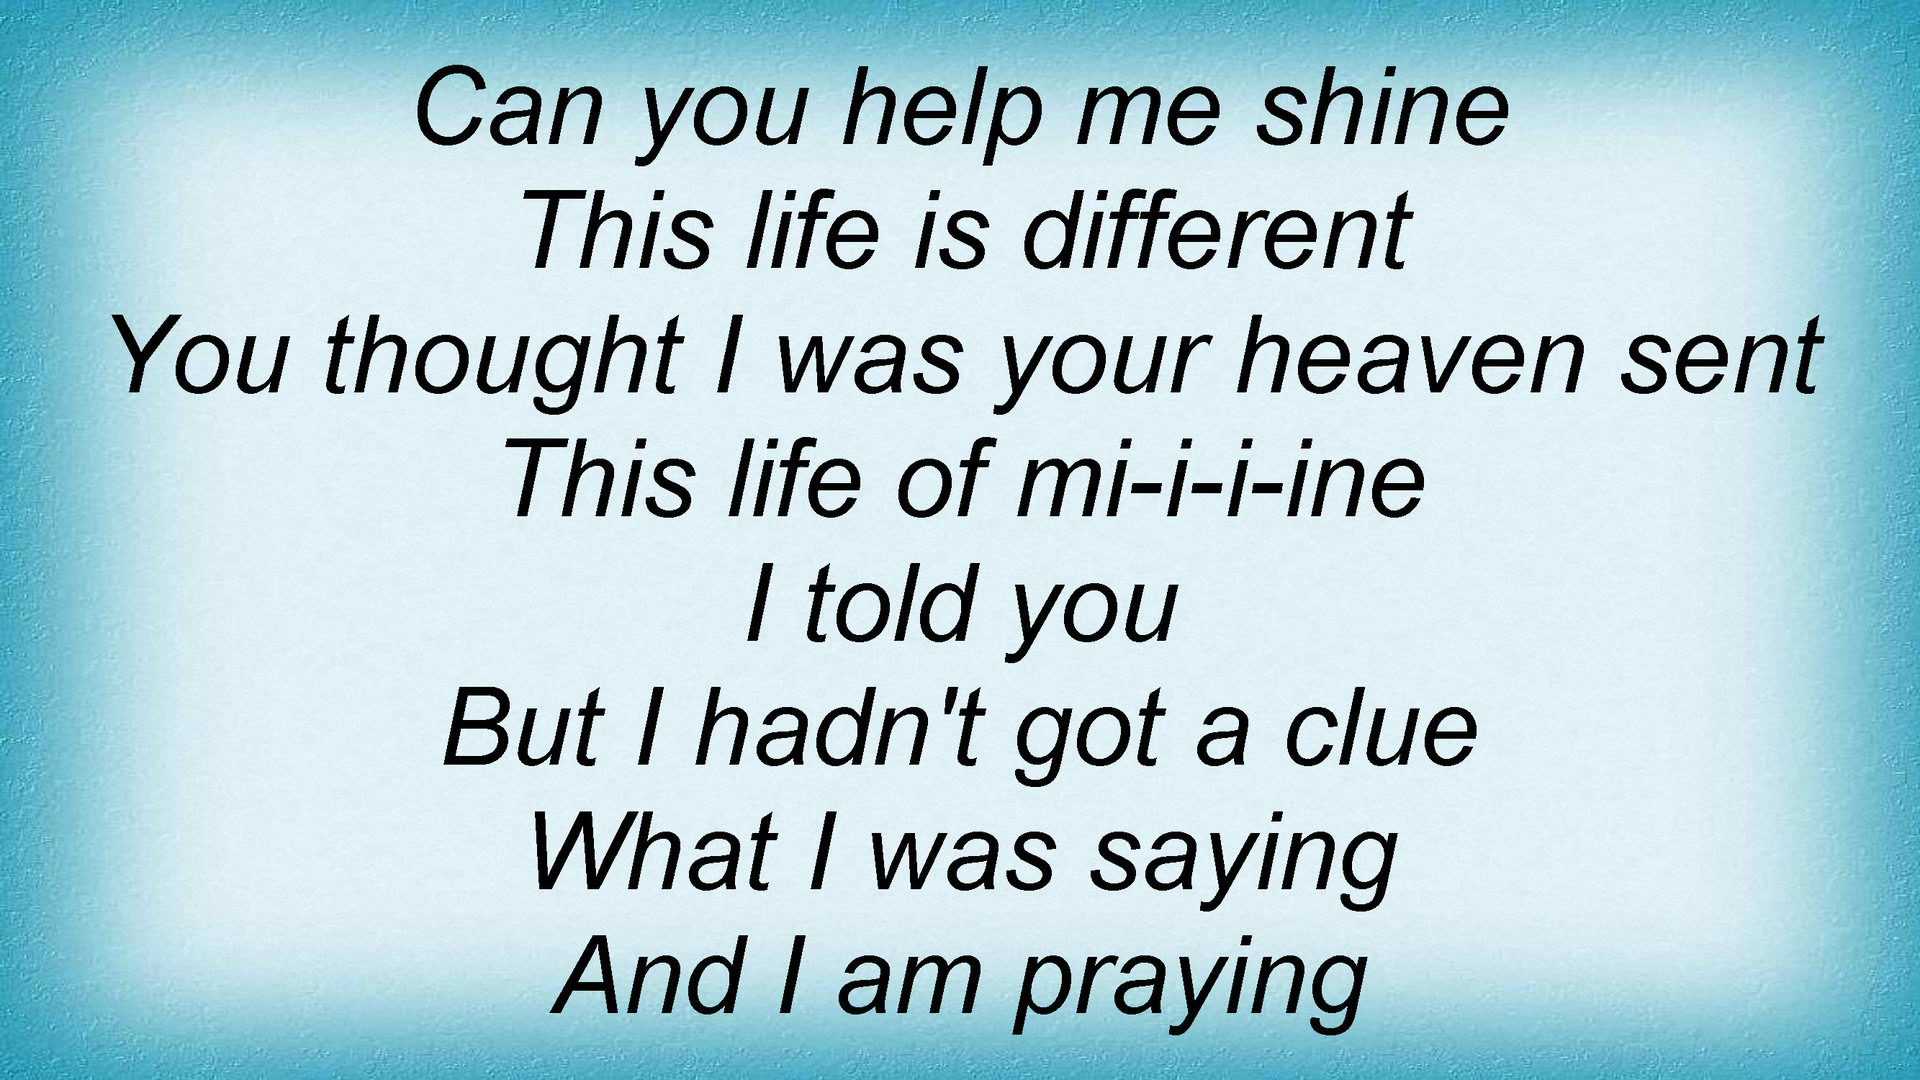 Can you help me shine
This life is different
You thought I was your heaven sent
This life of mi-i-i-ine
I told you
But I hadn't got a clue
What I was saying
And I am praying